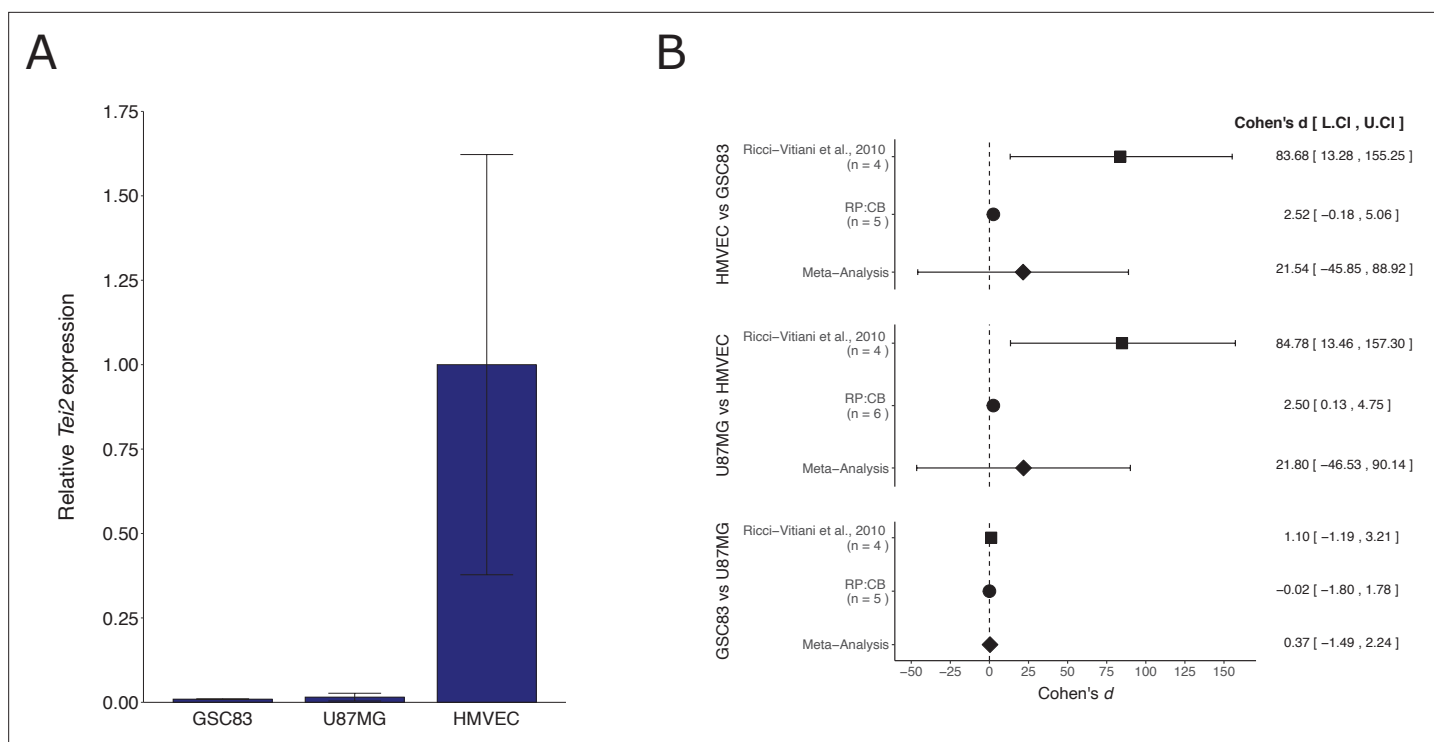 A
Relative Tei2 expression
1.75
1.50
1.25
1.00
0.75
0.50
0.25
0.00
GSC83
U87MG
HMVEC
B
Cohen's d [ L.CI , U.CI ]
HMVEC vs GSC83
Ricci−Vitiani et al., 2010
(n = 4)
83.68 [ 13.28 , 155.25 ]
RP:CB
(n = 5)
2.52 [ −0.18 , 5.06 ]
Meta−Analysis
21.54 [ −45.85 , 88.92 ]
U87MG vs HMVEC
Ricci−Vitiani et al., 2010
(n = 4)
84.78 [ 13.46 , 157.30 ]
RP:CB
(n = 6)
2.50 [ 0.13 , 4.75 ]
Meta−Analysis
21.80 [ −46.53 , 90.14 ]
GSC83 vs U87MG
Ricci−Vitiani et al., 2010
(n = 4)
1.10 [ −1.19 , 3.21 ]
RP:CB
(n = 5)
−0.02 [ −1.80 , 1.78 ]
Meta−Analysis
0.37 [ −1.49 , 2.24 ]
−50 −25 0 25 50 75 100 125 150
Cohen's d